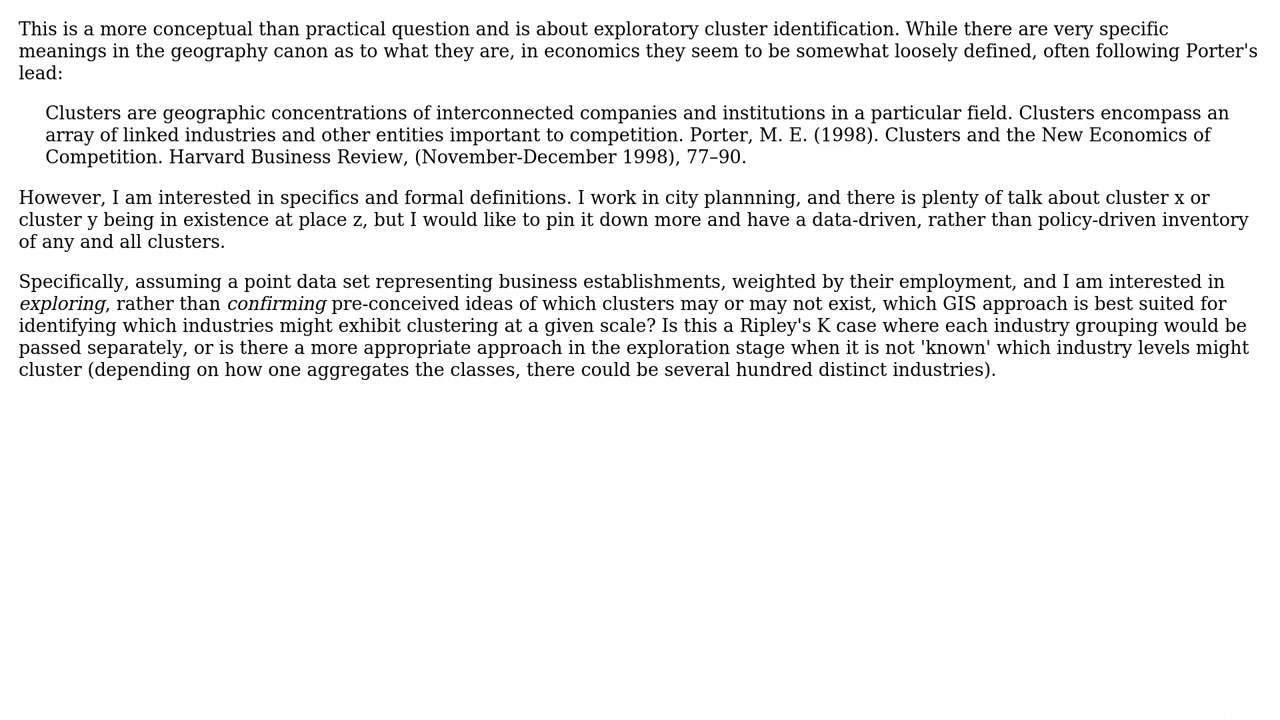 This is a more conceptual than practical question and is about exploratory cluster identification. While there are very specific
meanings in the geography canon as to what they are, in economics they seem to be somewhat loosely defined, often following Porter's
lead:
Clusters are geographic concentrations of interconnected companies and institutions in a particular field. Clusters encompass an
array of linked industries and other entities important to competition. Porter, M. E. (1998). Clusters and the New Economics of
Competition. Harvard Business Review, (November-December 1998), 77–90.
However, I am interested in specifics and formal definitions. I work in city plannning, and there is plenty of talk about cluster x or
cluster y being in existence at place z, but I would like to pin it down more and have a data-driven, rather than policy-driven inventory
of any and all clusters.
Specifically, assuming a point data set representing business establishments, weighted by their employment, and I am interested in
exploring, rather than confirming pre-conceived ideas of which clusters may or may not exist, which GIS approach is best suited for
identifying which industries might exhibit clustering at a given scale? Is this a Ripley's K case where each industry grouping would be
passed separately, or is there a more appropriate approach in the exploration stage when it is not 'known' which industry levels might
cluster (depending on how one aggregates the classes, there could be several hundred distinct industries).